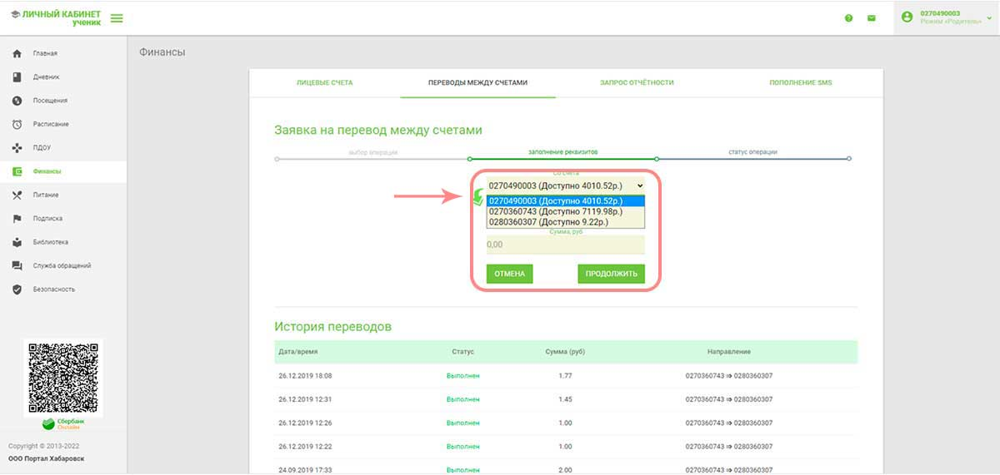 ЛИЧНЫЙ КАБИНЕТ
ученик
0270490003
Режим «Родитель»
Главная
Дневник
Посещения
Расписание
ПДОУ
Финансы
Питание
Подписка
Библиотека
Служба обращений
Безопасность
Сбербанк
Онлайн
Copyright © 2013-2022
ООО Портал Хабаровск
Финансы
ЛИЦЕВЫЕ СЧЕТА ПЕРЕВОДЫ МЕЖДУ СЧЕТАМИ ЗАПРОС ОТЧЁТНОСТИ ПОПОЛНЕНИЕ SMS
Заявка на перевод между счетами
выбор операции заполнение реквизитов статус операции
Со счета
0270490003 (Доступно 4010.52р.)
0270490003 (Доступно 4010.52р.)
0270360743 (Доступно 7119.98р.)
0280360307 (Доступно 9.22р.)
Сумма, руб
0,00
ОТМЕНА ПРОДОЛЖИТЬ
История переводов
Дата/время Статус Сумма (руб) Направление
26.12.2019 18:08 Выполнен 1.77 0270360743 ⇒ 0280360307
26.12.2019 12:31 Выполнен 1.45 0270360743 ⇒ 0280360307
26.12.2019 12:26 Выполнен 1.00 0270360743 ⇒ 0280360307
26.12.2019 12:22 Выполнен 1.00 0270360743 ⇒ 0280360307
24.09.2019 17:33 Выполнен 2.00 0270360743 ⇒ 0280360307